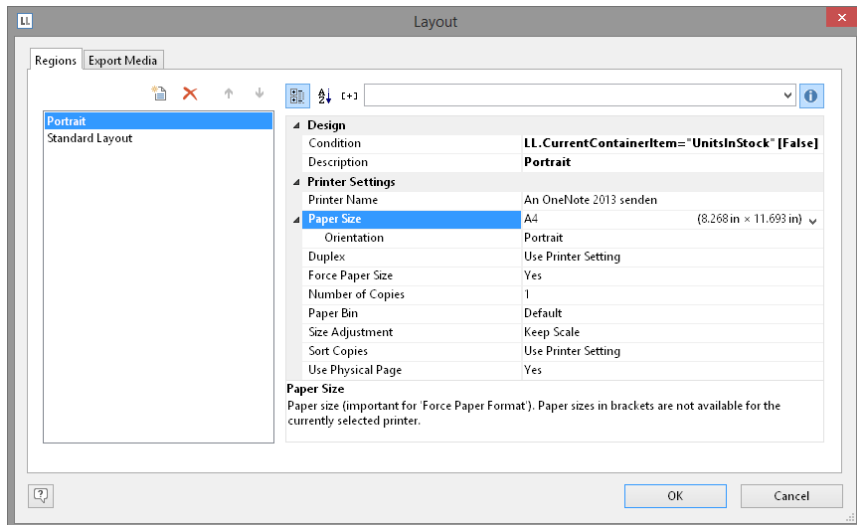 LL Layout
Regions Export Media
Portrait
Standard Layout
Design
Condition LL.CurrentContainerItem="UnitsInStock" [False]
Description Portrait
Printer Settings
Printer Name An OneNote 2013 senden
Paper Size A4 {8.268 in × 11.693 in}
Orientation Portrait
Duplex Use Printer Setting
Force Paper Size Yes
Number of Copies 1
Paper Bin Default
Size Adjustment Keep Scale
Sort Copies Use Printer Setting
Use Physical Page Yes
Paper Size
Paper size (important for 'Force Paper Format'). Paper sizes in brackets are not available for the
currently selected printer.
OK Cancel